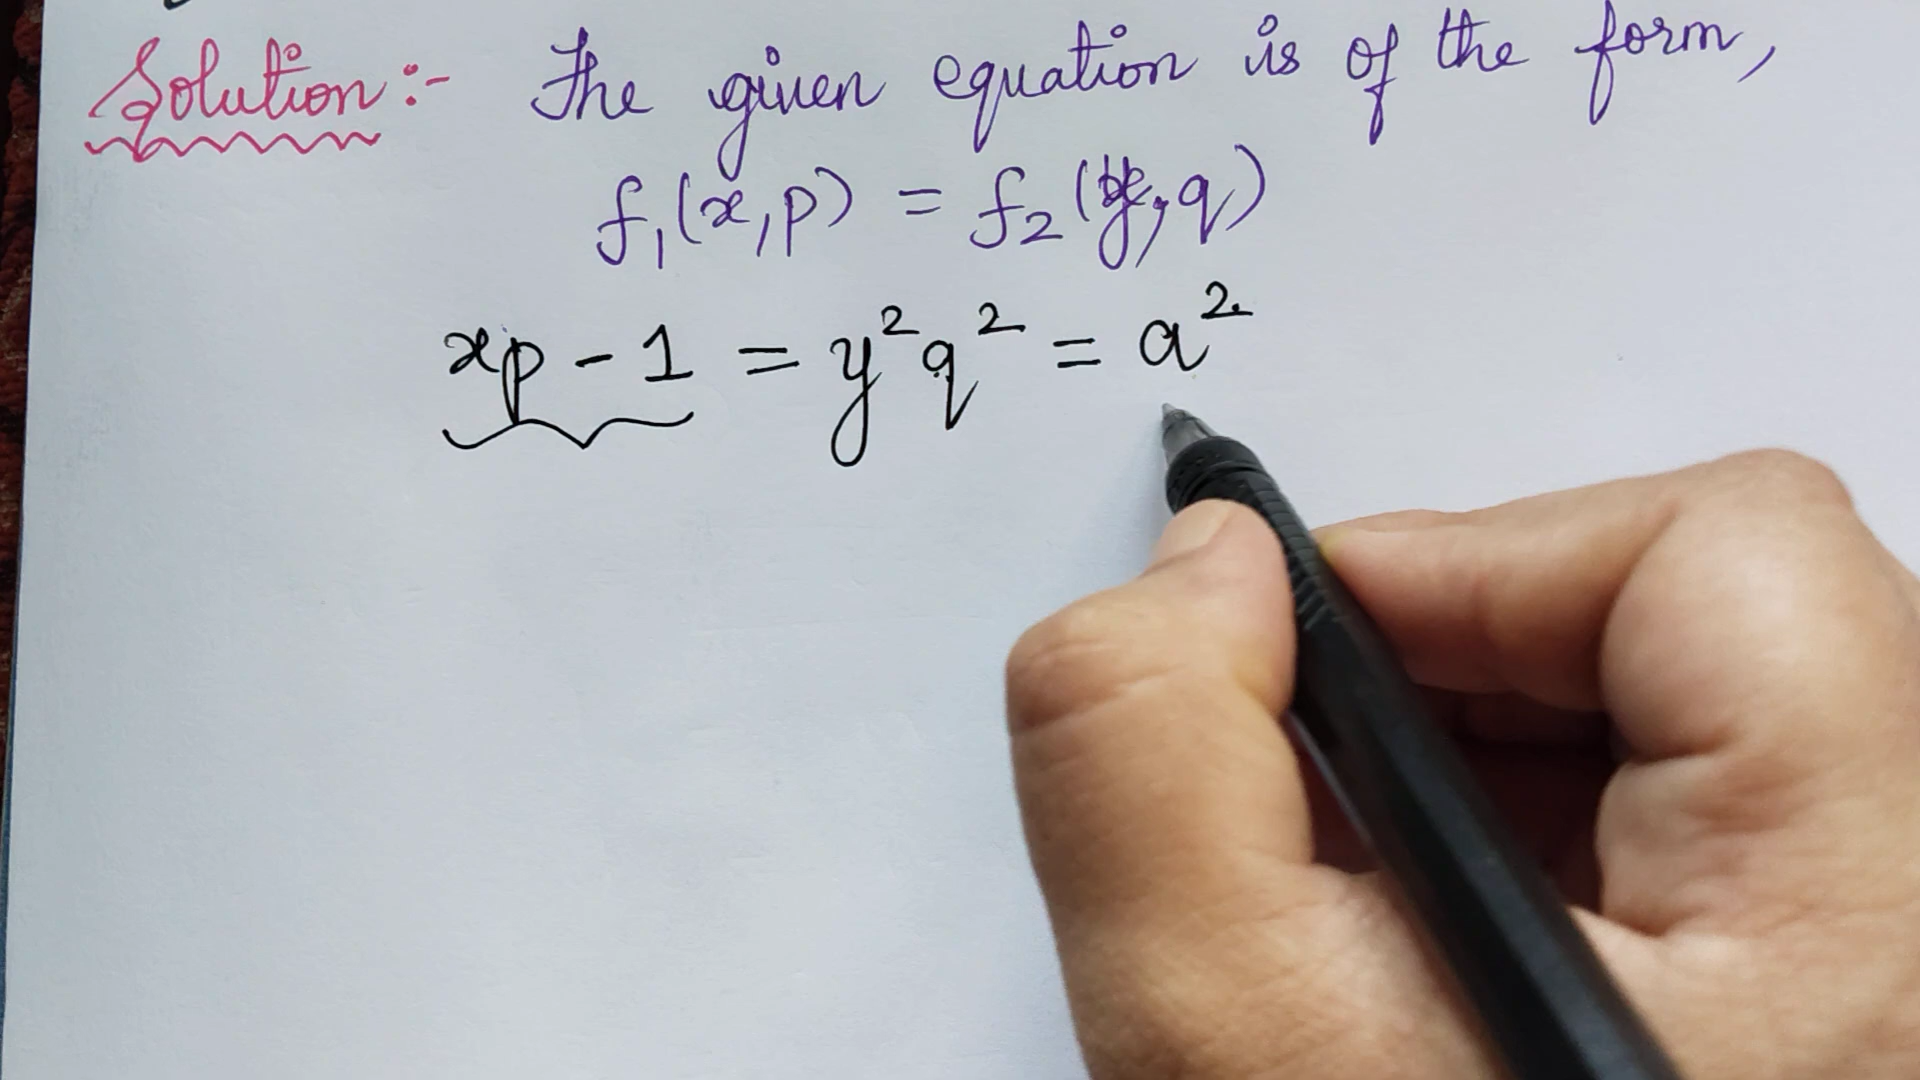 Solution :- The given equation is of the form,
f₁(x, p) = f₂(y, q)
xp - 1 = y²q² = a²